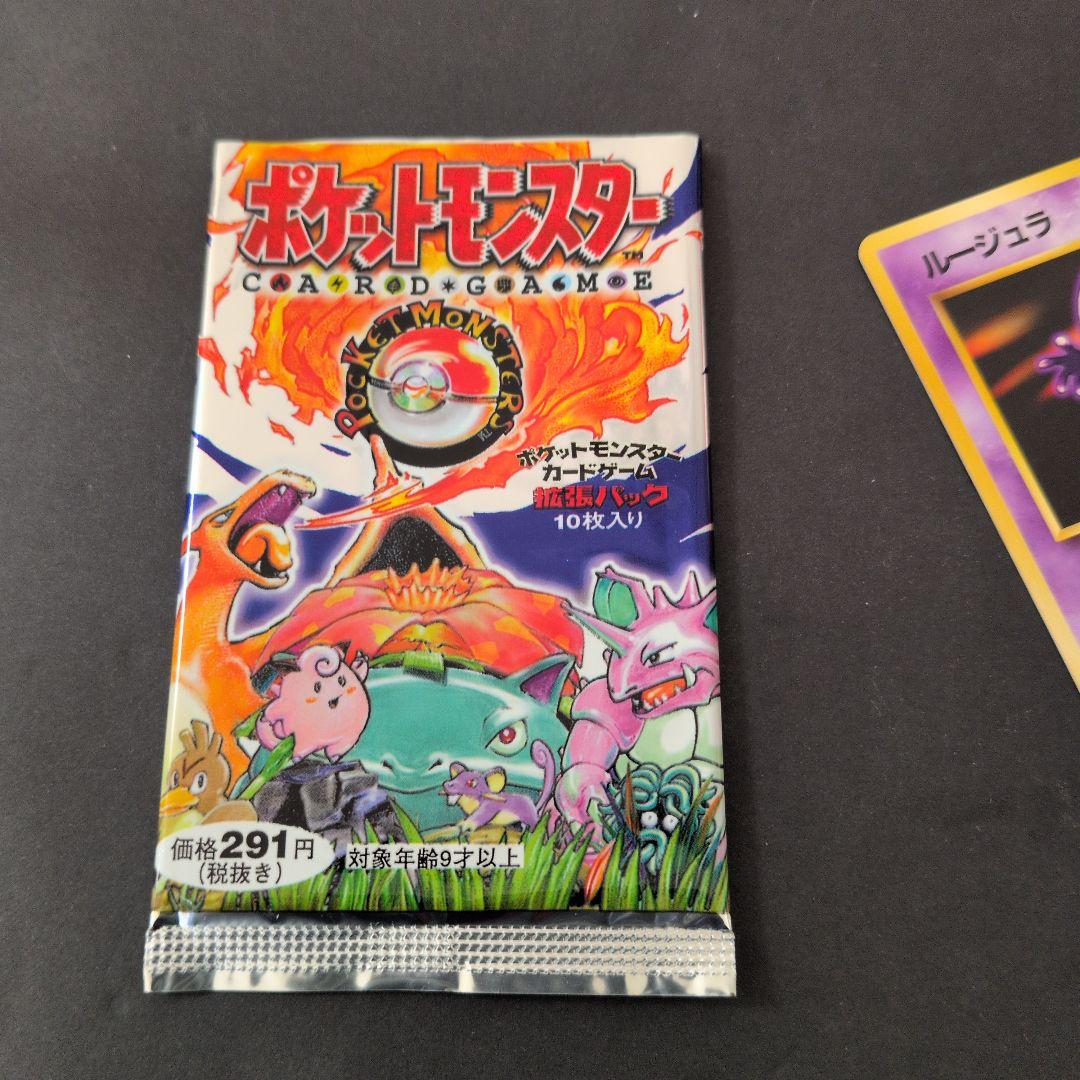 ポケットモンスター
TM
CARD GAME
POCKET MONSTERS
TM
ポケットモンスター
カードゲーム
拡張パック
10枚入り
価格291円
(税抜き)
対象年齢9才以上
ルージュラ